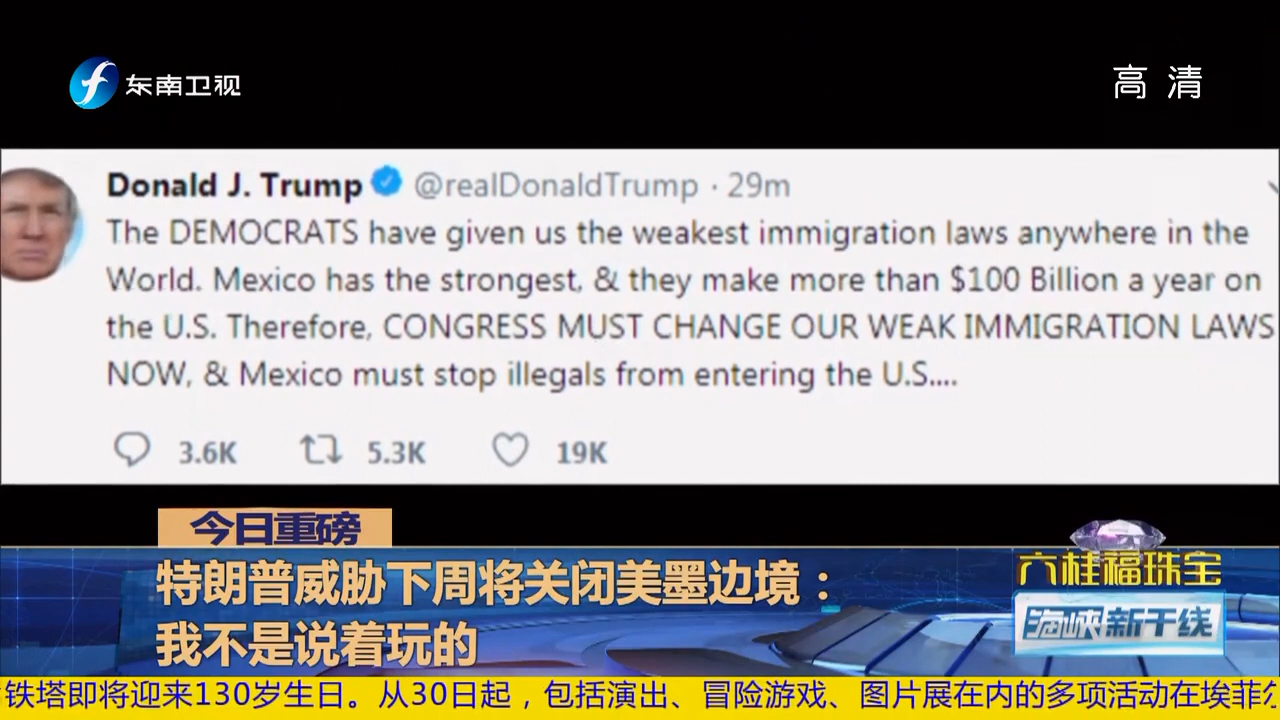 东南卫视
高清
Donald J. Trump @realDonaldTrump · 29m
The DEMOCRATS have given us the weakest immigration laws anywhere in the
World. Mexico has the strongest, & they make more than $100 Billion a year on
the U.S. Therefore, CONGRESS MUST CHANGE OUR WEAK IMMIGRATION LAWS
NOW, & Mexico must stop illegals from entering the U.S....
3.6K 5.3K 19K
今日重磅
特朗普威胁下周将关闭美墨边境：
我不是说着玩的
六桂福珠宝
海峡新干线
铁塔即将迎来130岁生日。从30日起，包括演出、冒险游戏、图片展在内的多项活动在埃菲尔